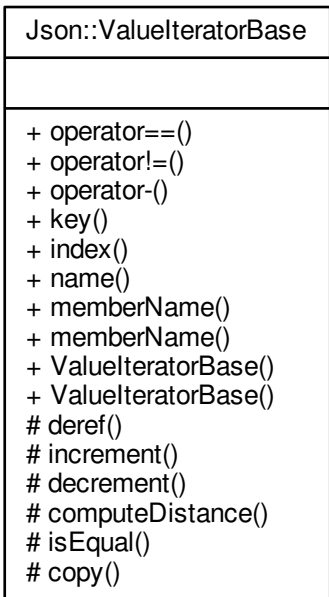 Json::ValueIteratorBase
+ operator==()
+ operator!=()
+ operator-()
+ key()
+ index()
+ name()
+ memberName()
+ memberName()
+ ValueIteratorBase()
+ ValueIteratorBase()
# deref()
# increment()
# decrement()
# computeDistance()
# isEqual()
# copy()